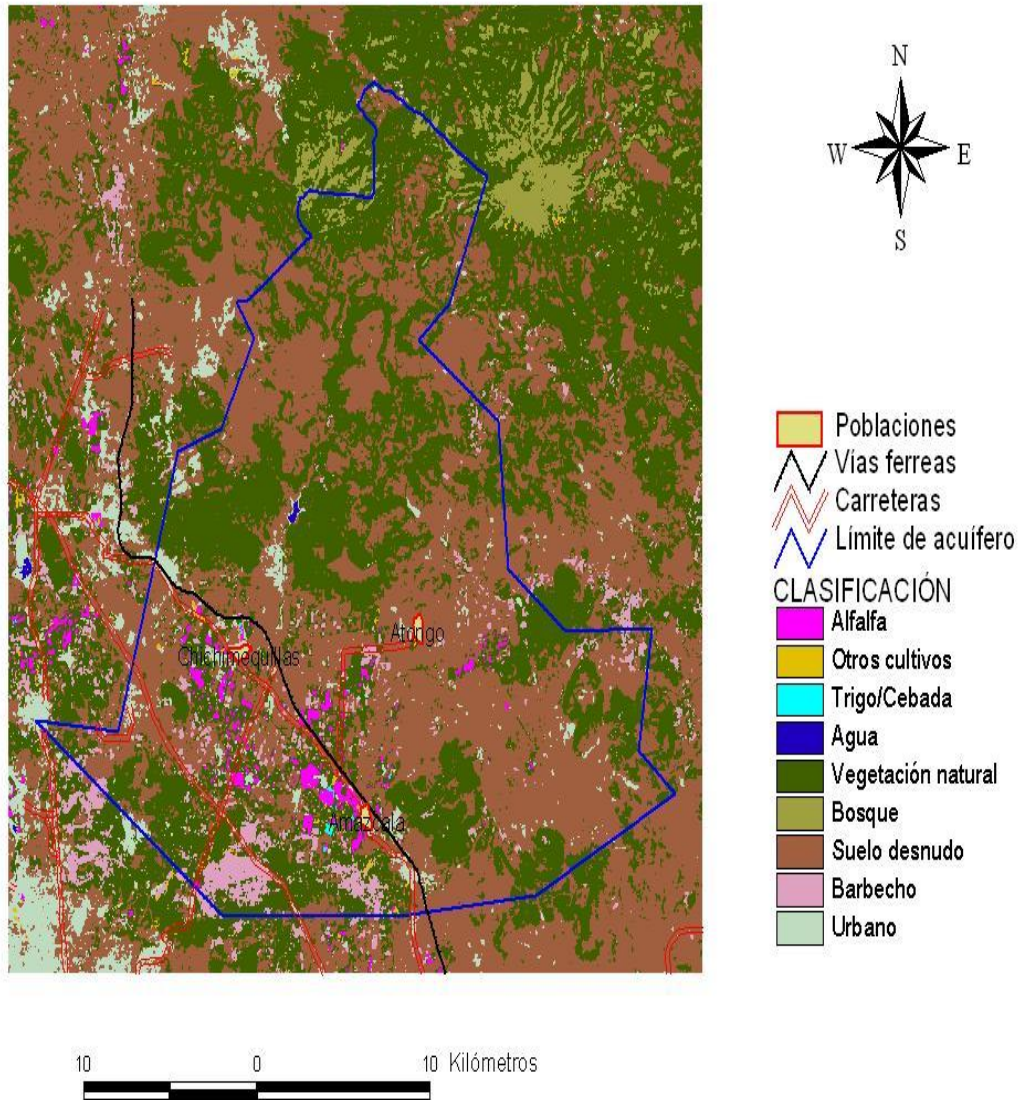 N
W
E
S
Atongo
Chichimequillas
Amazcala
Poblaciones
Vías ferreas
Carreteras
Límite de acuífero
CLASIFICACIÓN
Alfalfa
Otros cultivos
Trigo/Cebada
Agua
Vegetación natural
Bosque
Suelo desnudo
Barbecho
Urbano
10 0 10 Kilómetros